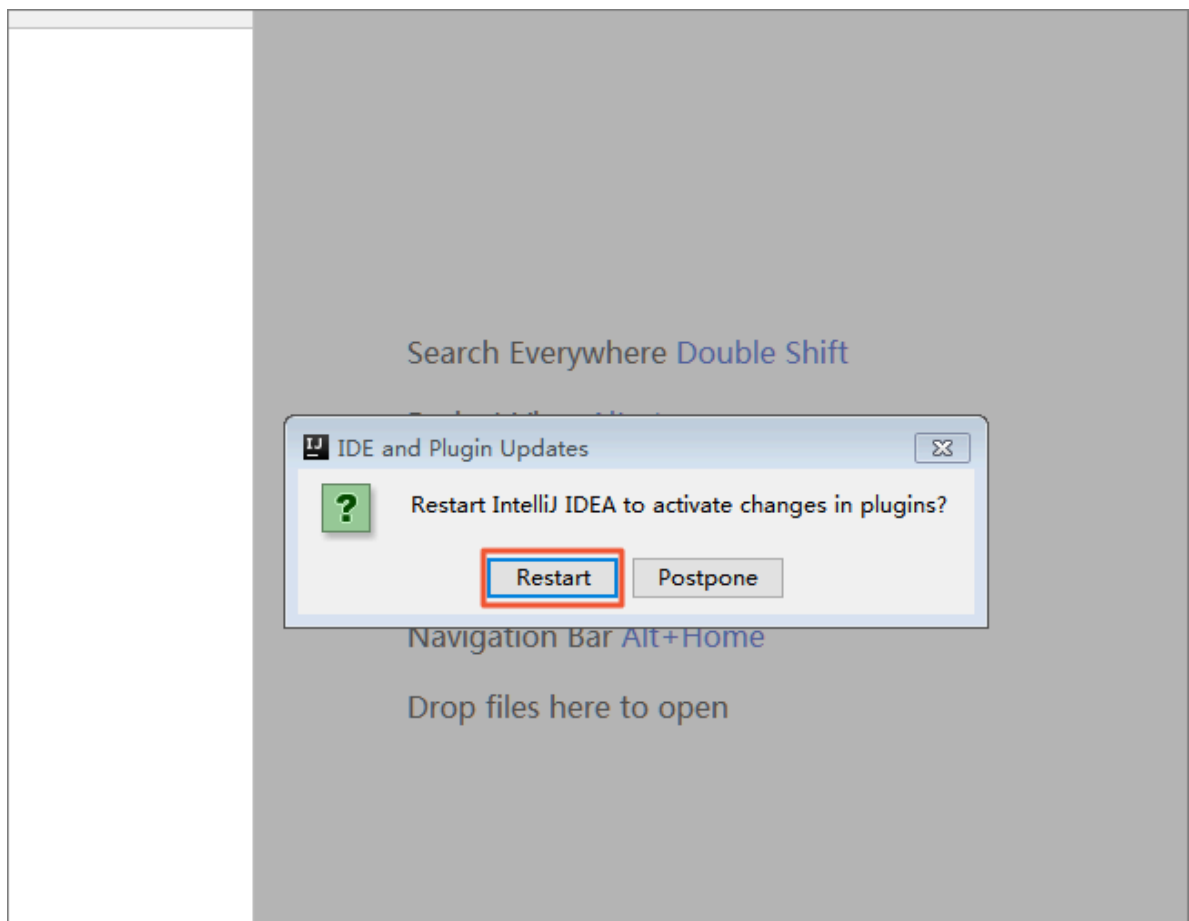 Search Everywhere Double Shift
IJ IDE and Plugin Updates
? Restart IntelliJ IDEA to activate changes in plugins?
Restart Postpone
Navigation Bar Alt+Home
Drop files here to open